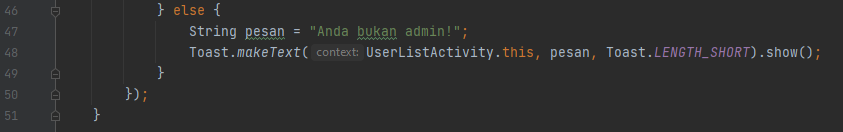 46 } else {
47 String pesan = "Anda bukan admin!";
48 Toast.makeText( context: UserListActivity.this, pesan, Toast.LENGTH_SHORT).show();
49 }
50 });
51 }